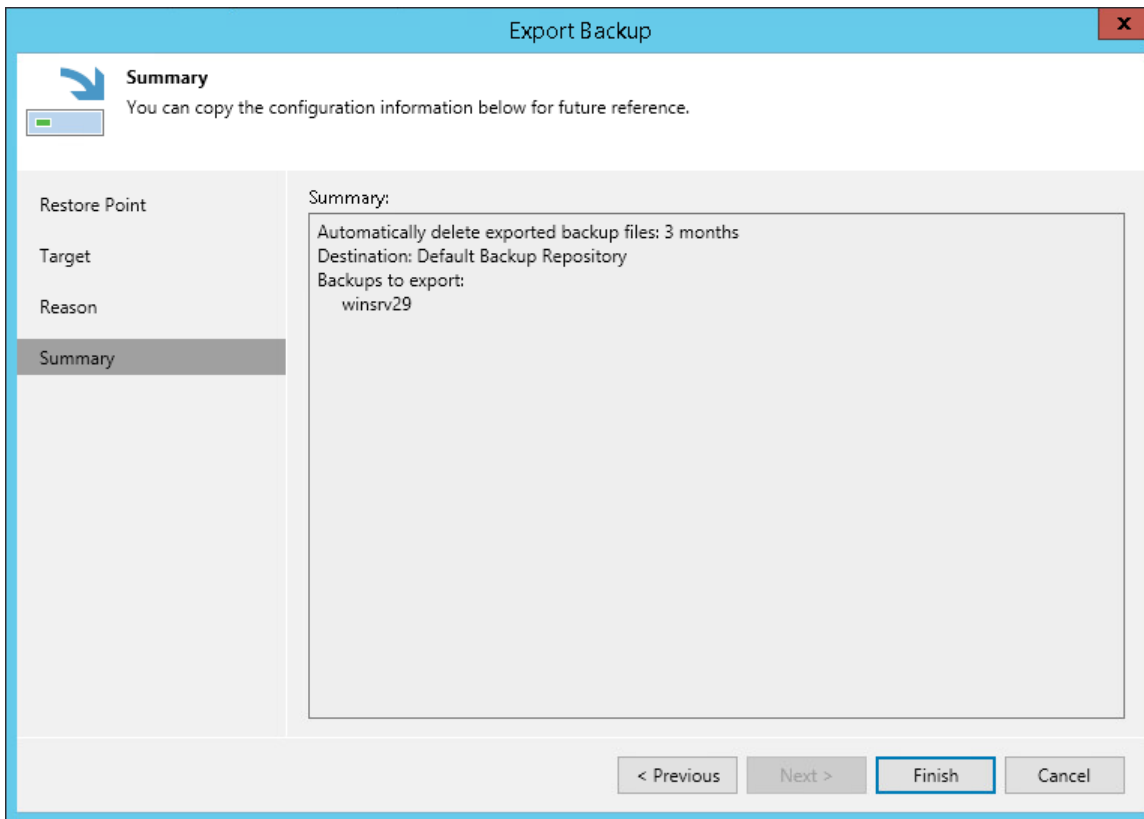 Export Backup
x
Summary
You can copy the configuration information below for future reference.
Restore Point
Target
Reason
Summary
Summary:
Automatically delete exported backup files: 3 months
Destination: Default Backup Repository
Backups to export:
winsrv29
< Previous
Next >
Finish
Cancel